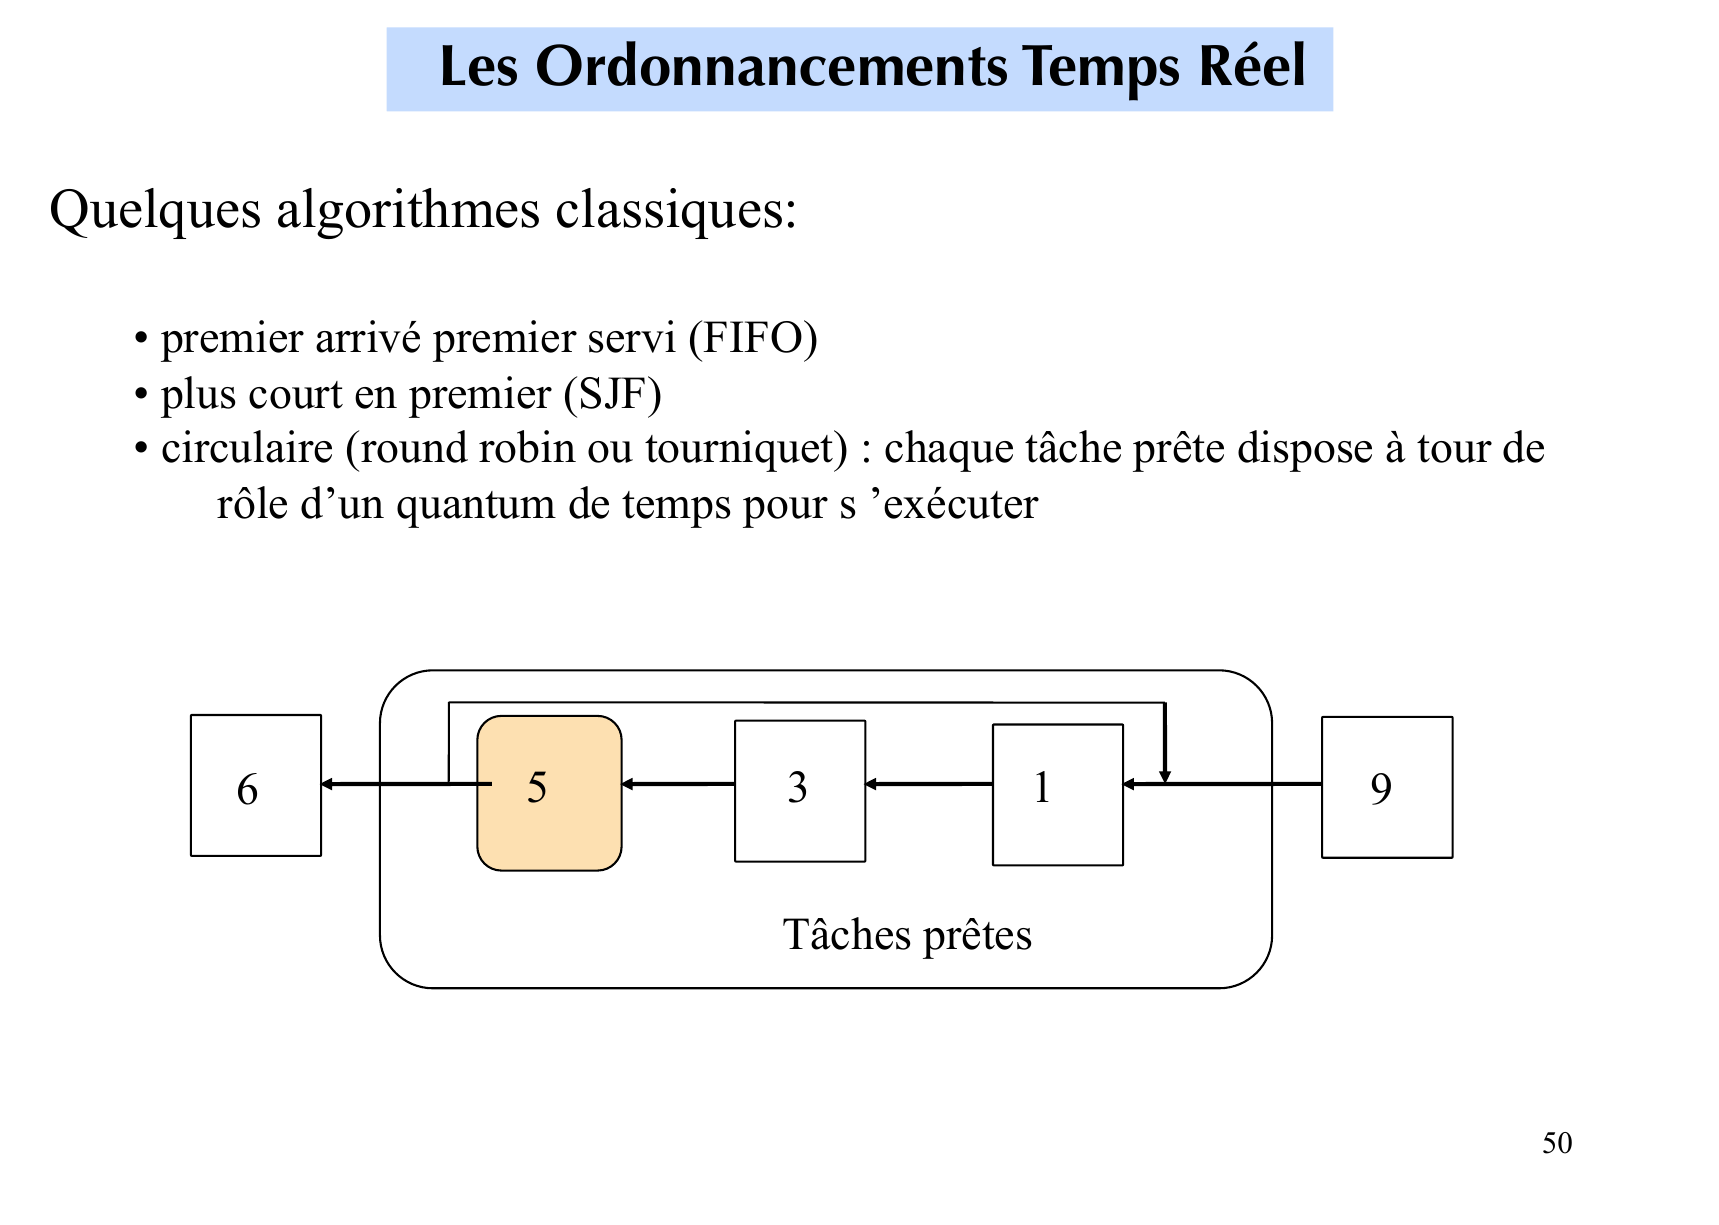 Les Ordonnancements Temps Réel
Quelques algorithmes classiques:
• premier arrivé premier servi (FIFO)
• plus court en premier (SJF)
• circulaire (round robin ou tourniquet) : chaque tâche prête dispose à tour de
rôle d’un quantum de temps pour s ’exécuter
6
5
3
1
9
Tâches prêtes
50